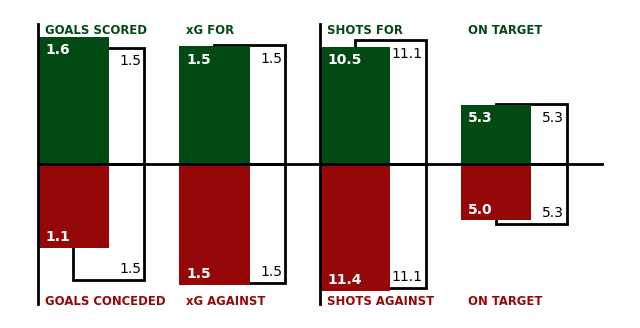 GOALS SCORED xG FOR SHOTS FOR ON TARGET
1.6 1.5 1.5 1.5 10.5 11.1 5.3 5.3
1.1 1.5 1.5 1.5 11.4 11.1 5.0 5.3
GOALS CONCEDED xG AGAINST SHOTS AGAINST ON TARGET